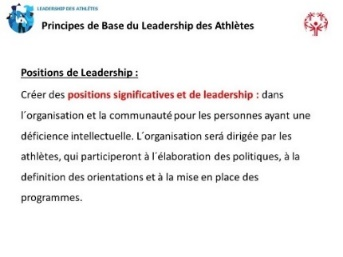 LEADERSHIP DES ATHLÈTES
Principes de Base du Leadership des Athlètes
Positions de Leadership :
Créer des positions significatives et de leadership : dans
l´organisation et la communauté pour les personnes ayant une
déficience intellectuelle. L´organisation será dirigée par les
athlètes, qui participeront à l´élaboration des politiques, à la
definition des orientations et à la mise en place des
programmes.